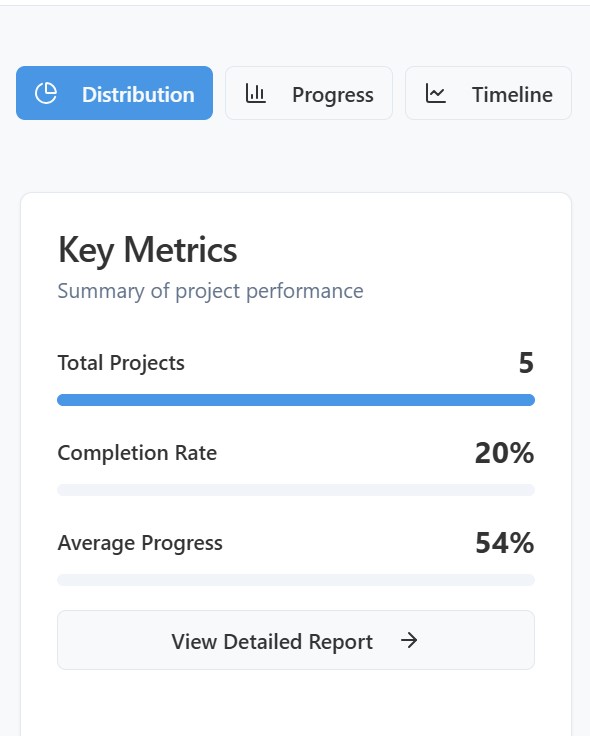 Distribution Progress Timeline
Key Metrics
Summary of project performance
Total Projects 5
Completion Rate 20%
Average Progress 54%
View Detailed Report →